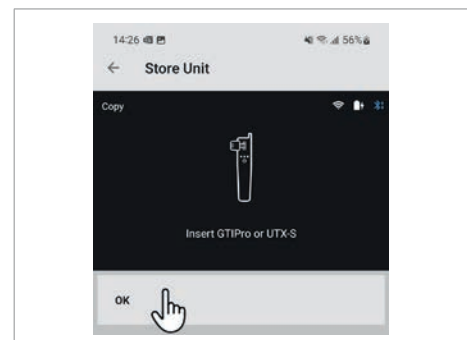 14:26 56%
Store Unit
Copy
Insert GTIPro or UTX-S
OK